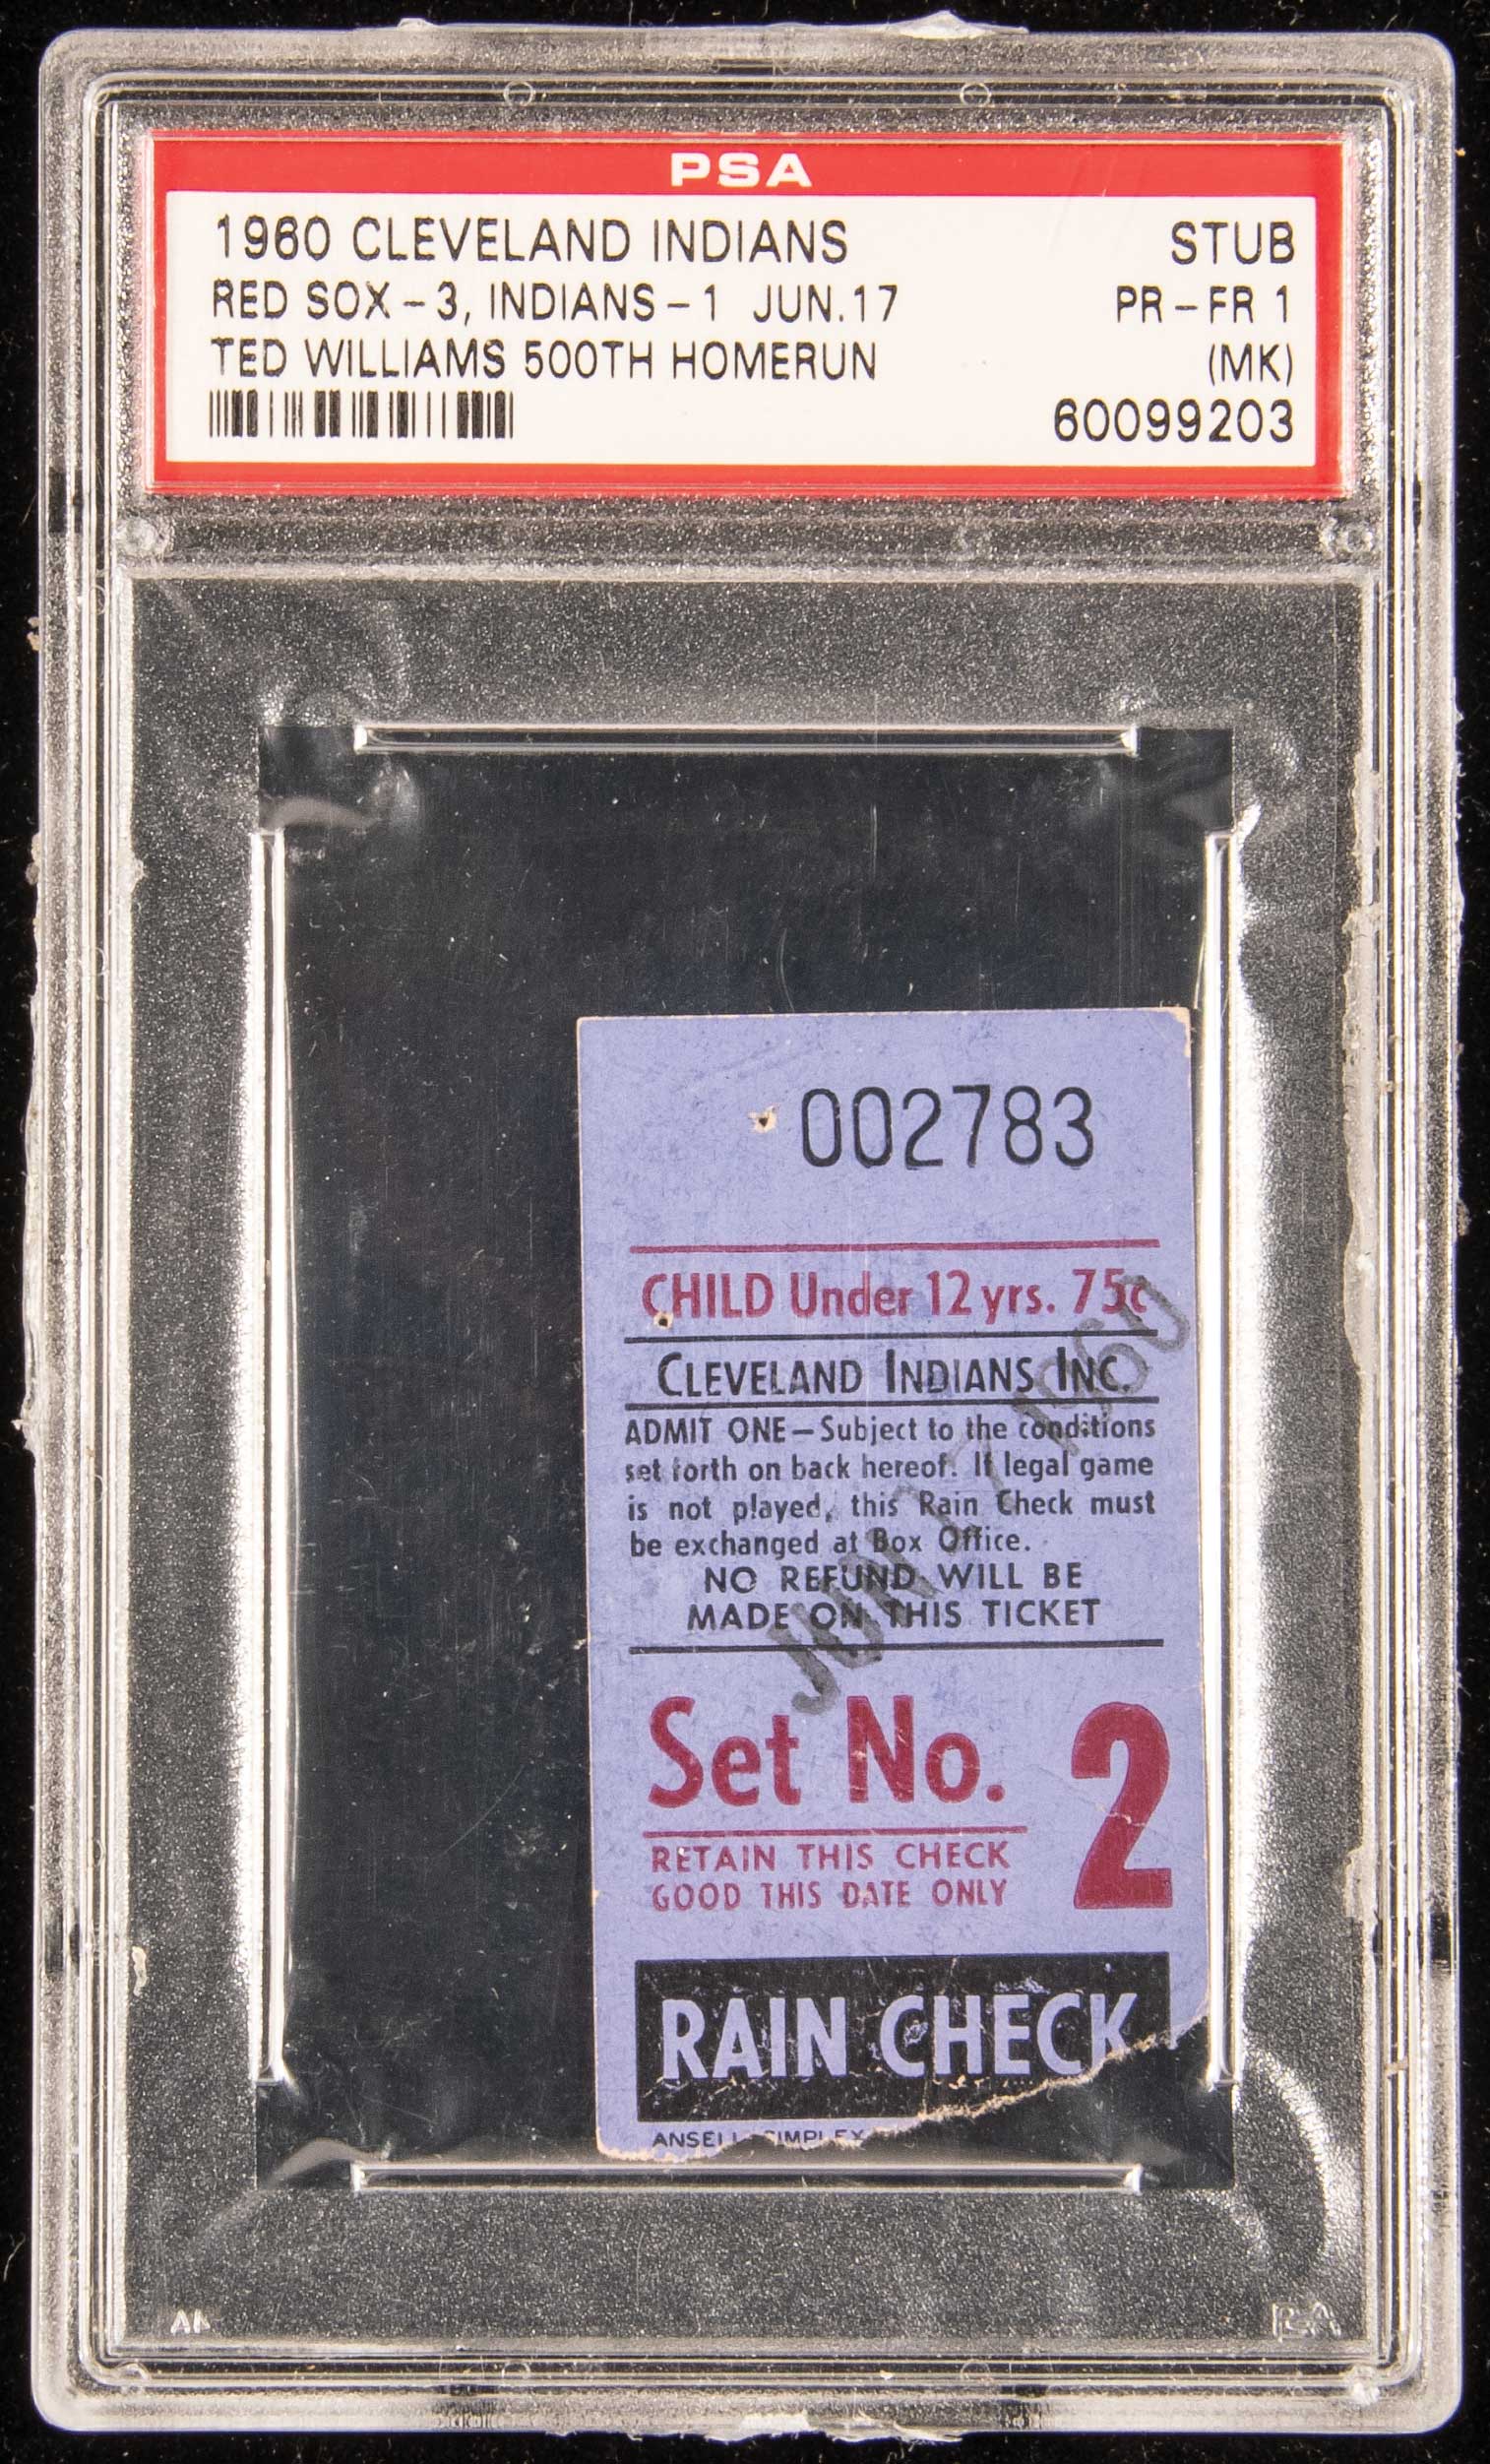 PSA
1960 CLEVELAND INDIANS STUB
RED SOX-3, INDIANS-1 JUN.17 PR-FR 1
TED WILLIAMS 500TH HOMERUN (MK)
60099203
002783
CHILD Under 12 yrs. 75c
CLEVELAND INDIANS INC.
ADMIT ONE—Subject to the conditions
set forth on back hereof. If legal game
is not played, this Rain Check must
be exchanged at Box Office.
NO REFUND WILL BE
MADE ON THIS TICKET
JUN 17 1960
Set No. 2
RETAIN THIS CHECK
GOOD THIS DATE ONLY
RAIN CHECK